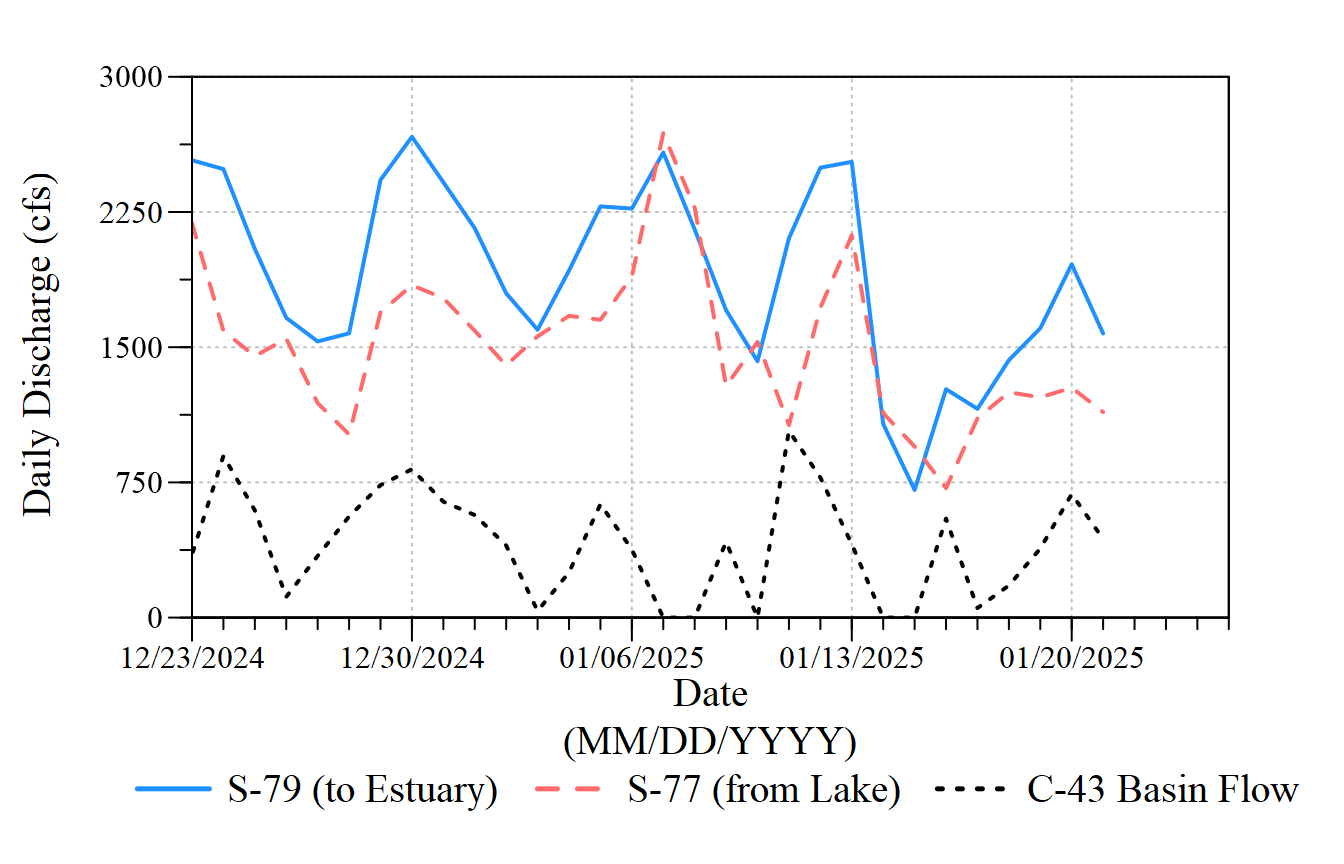 3000
2250
1500
750
0
Daily Discharge (cfs)
12/23/2024 12/30/2024 01/06/2025 01/13/2025 01/20/2025
Date
(MM/DD/YYYY)
S-79 (to Estuary) S-77 (from Lake) C-43 Basin Flow